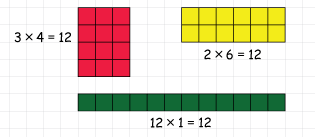 3 × 4 = 12
2 × 6 = 12
12 × 1 = 12